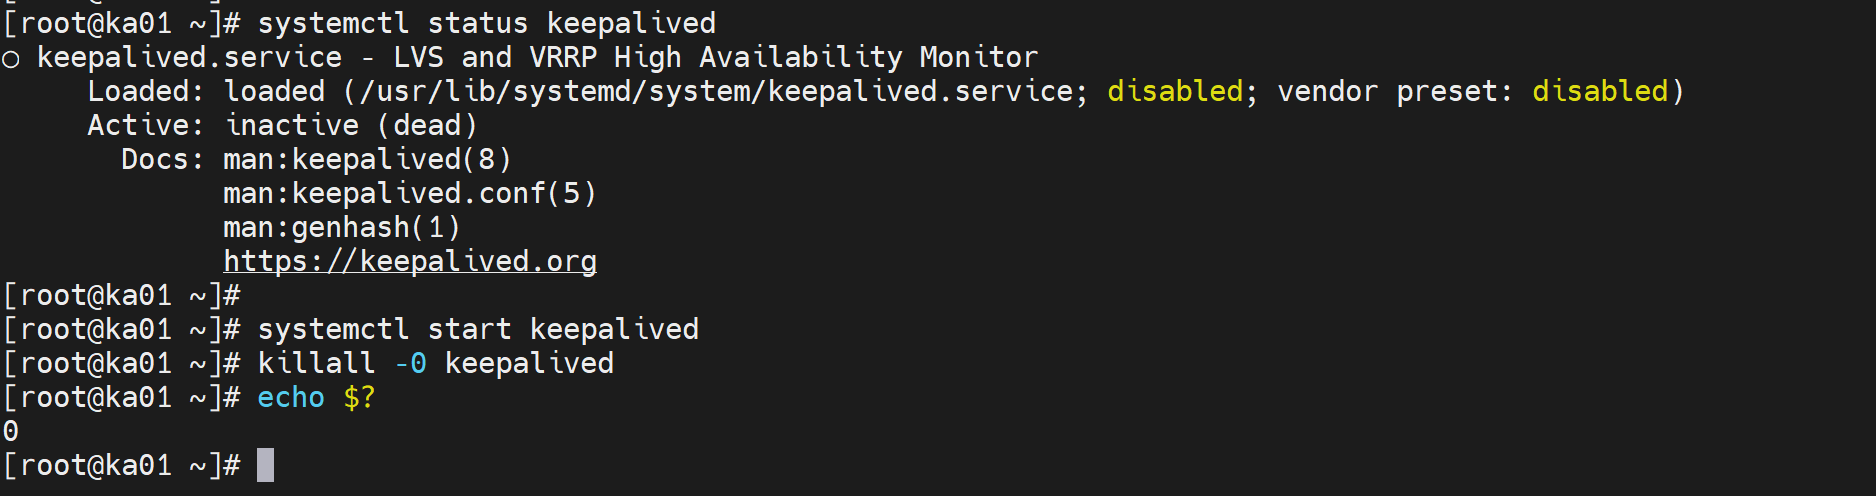 [root@ka01 ~]# systemctl status keepalived
○ keepalived.service - LVS and VRRP High Availability Monitor
     Loaded: loaded (/usr/lib/systemd/system/keepalived.service; disabled; vendor preset: disabled)
     Active: inactive (dead)
       Docs: man:keepalived(8)
             man:keepalived.conf(5)
             man:genhash(1)
             https://keepalived.org
[root@ka01 ~]#
[root@ka01 ~]# systemctl start keepalived
[root@ka01 ~]# killall -0 keepalived
[root@ka01 ~]# echo $?
0
[root@ka01 ~]#